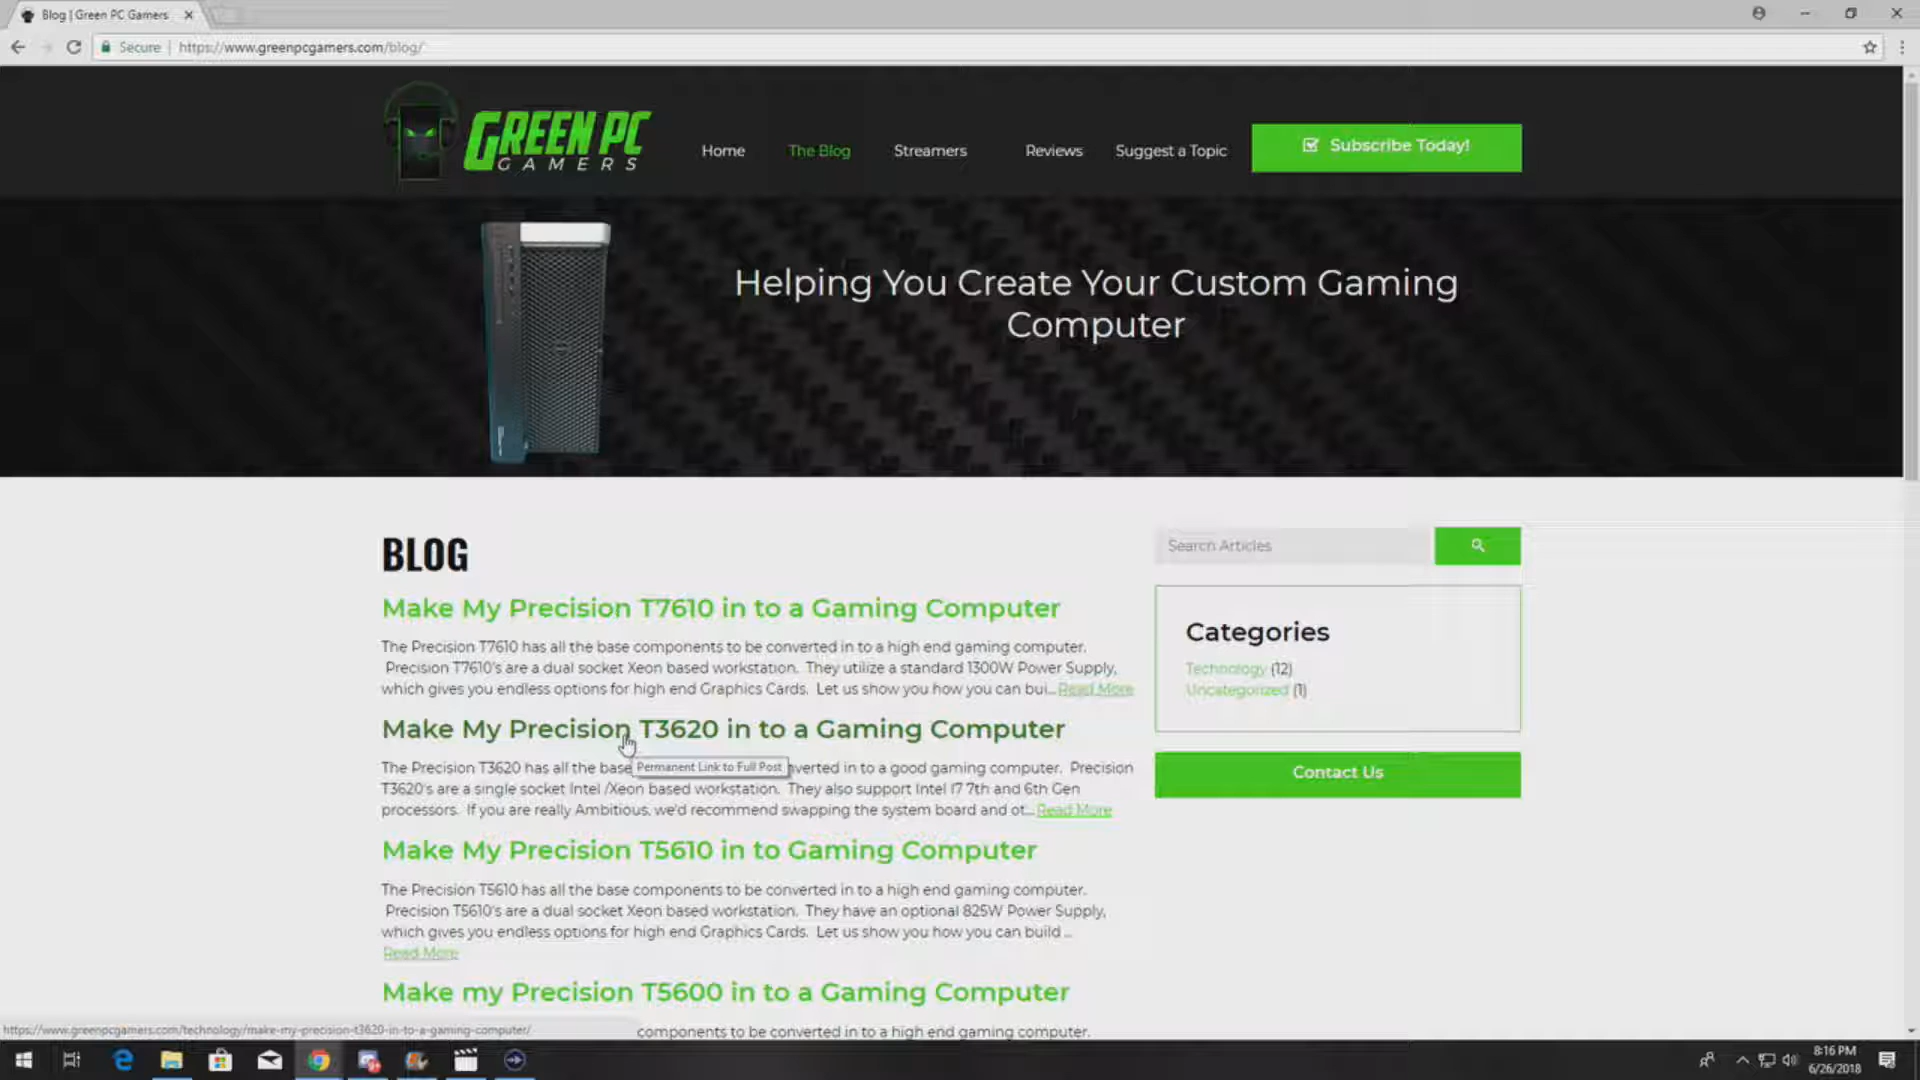 Blog | Green PC Gamers
Secure
https://www.greenpcgamers.com/blog/
GREEN PC
GAMERS
Home
The Blog
Streamers
Reviews
Suggest a Topic
Subscribe Today!
Helping You Create Your Custom Gaming
Computer
BLOG
Make My Precision T7610 in to a Gaming Computer
The Precision T7610 has all the base components to be converted in to a high end gaming computer.
Precision T7610's are a dual socket Xeon based workstation. They utilize a standard 1300W Power Supply,
which gives you endless options for high end Graphics Cards. Let us show you how you can bui... Read More
Make My Precision T3620 in to a Gaming Computer
Permanent Link to Full Post
The Precision T3620 has all the base verted in to a good gaming computer. Precision
T3620's are a single socket Intel /Xeon based workstation. They also support Intel I7 7th and 6th Gen
processors. If you are really Ambitious, we'd recommend swapping the system board and ot... Read More
Make My Precision T5610 in to Gaming Computer
The Precision T5610 has all the base components to be converted in to a high end gaming computer.
Precision T5610's are a dual socket Xeon based workstation. They have an optional 825W Power Supply,
which gives you endless options for high end Graphics Cards. Let us show you how you can build ...
Read More
Make my Precision T5600 in to a Gaming Computer
components to be converted in to a high end gaming computer.
Search Articles
Categories
Technology (12)
Uncategorized (1)
Contact Us
https://www.greenpcgamers.com/technology/make-my-precision-t3620-in-to-a-gaming-computer/
8:16 PM
6/26/2018